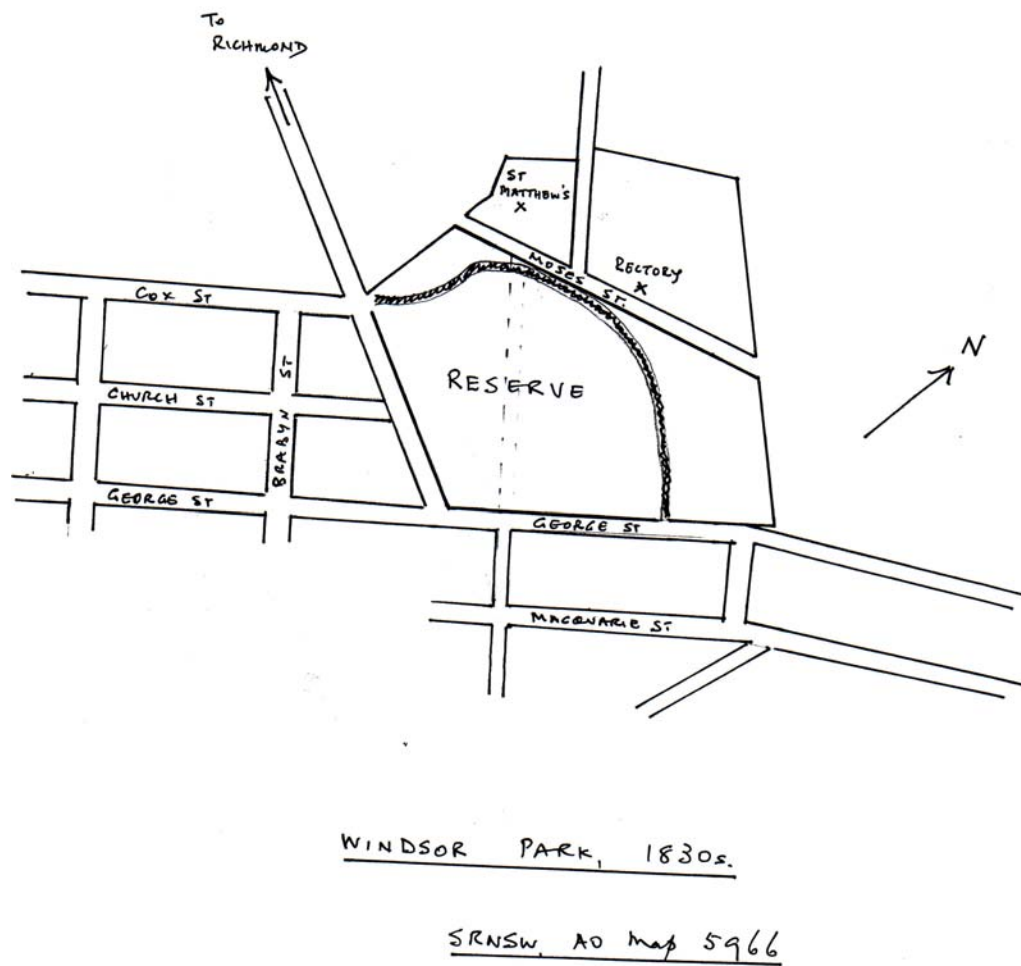 To
RICHMOND
ST
MATTHEW'S
X
MOSES ST.
RECTORY
X
COX ST
N
RESERVE
CHURCH ST
BRABYN ST
GEORGE ST
GEORGE ST
MACQUARIE ST
WINDSOR PARK, 1830s.
SRNSW, AO Map 5966